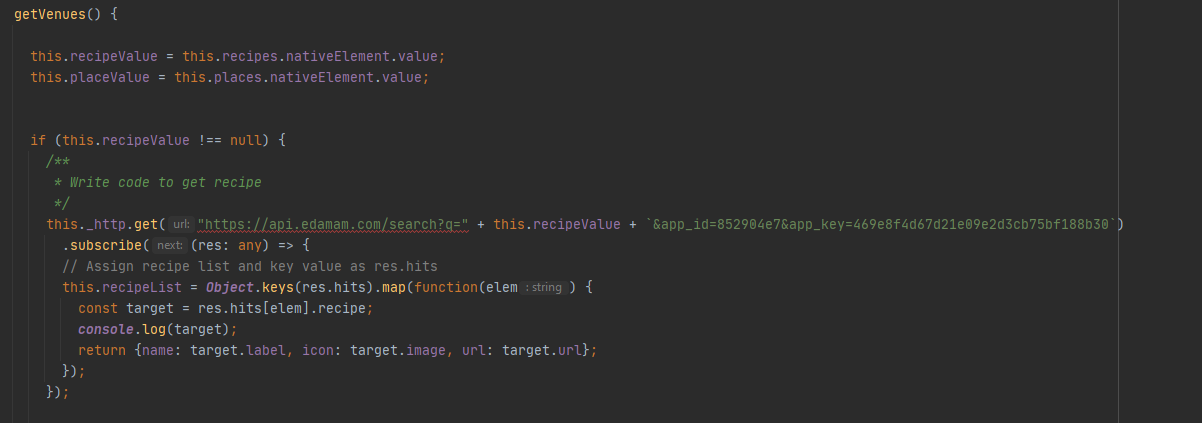 getVenues() {
this.recipeValue = this.recipes.nativeElement.value;
this.placeValue = this.places.nativeElement.value;
if (this.recipeValue !== null) {
/**
* Write code to get recipe
*/
this._http.get( url: "https://api.edamam.com/search?q=" + this.recipeValue + `&app_id=852904e7&app_key=469e8f4d67d21e09e2d3cb75bf188b30`)
.subscribe( next: (res: any) => {
// Assign recipe list and key value as res.hits
this.recipeList = Object.keys(res.hits).map(function(elem : string ) {
const target = res.hits[elem].recipe;
console.log(target);
return {name: target.label, icon: target.image, url: target.url};
});
});